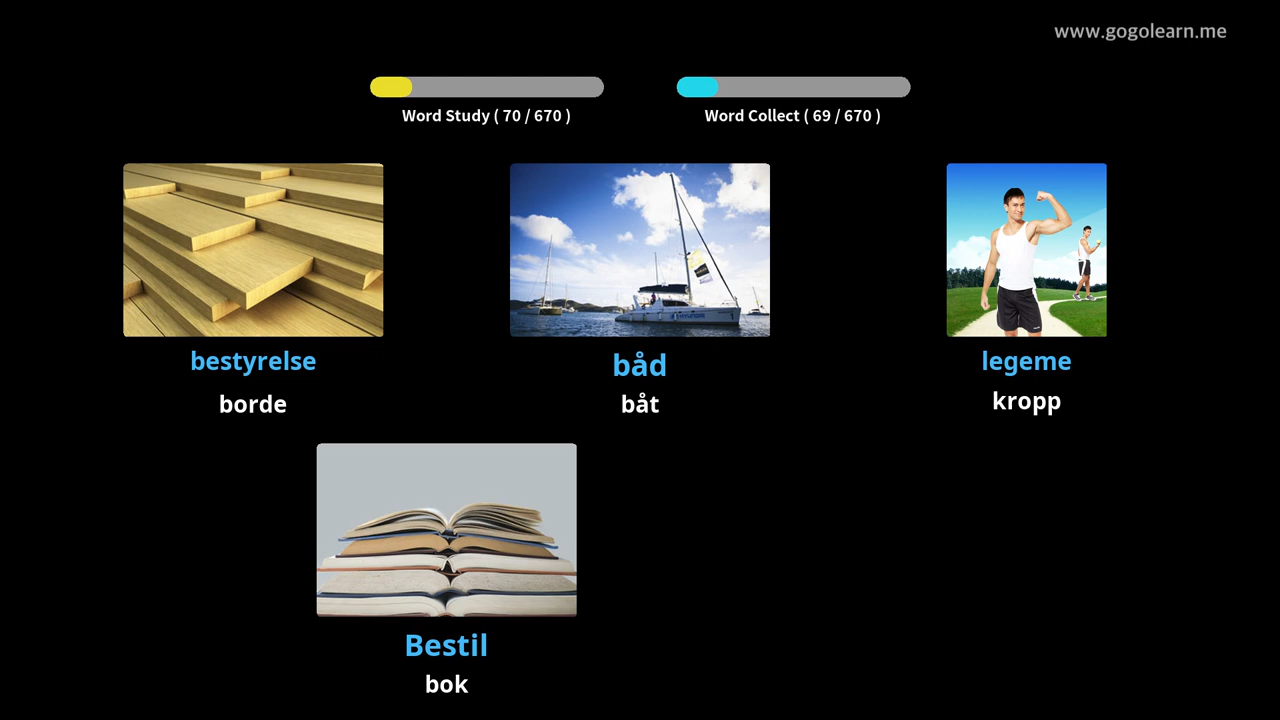 www.gogolearn.me
Word Study ( 70 / 670 )
Word Collect ( 69 / 670 )
bestyrelse
borde
båd
båt
legeme
kropp
Bestil
bok